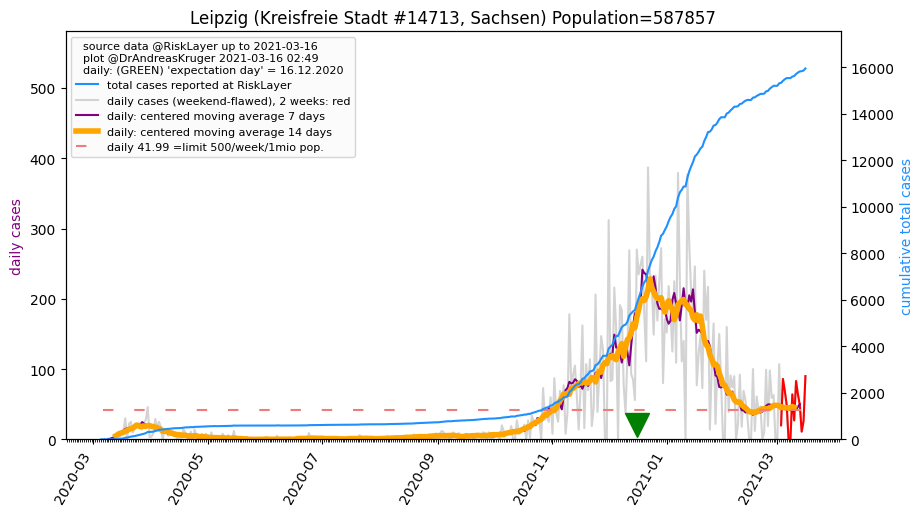 Leipzig (Kreisfreie Stadt #14713, Sachsen) Population=587857
source data @RiskLayer up to 2021-03-16
plot @DrAndreasKruger 2021-03-16 02:49
daily: (GREEN) 'expectation day' = 16.12.2020
total cases reported at RiskLayer
daily cases (weekend-flawed), 2 weeks: red
daily: centered moving average 7 days
daily: centered moving average 14 days
daily 41.99 =limit 500/week/1mio pop.
daily cases
500
400
300
200
100
0
cumulative total cases
16000
14000
12000
10000
8000
6000
4000
2000
0
2020-03
2020-05
2020-07
2020-09
2020-11
2021-01
2021-03